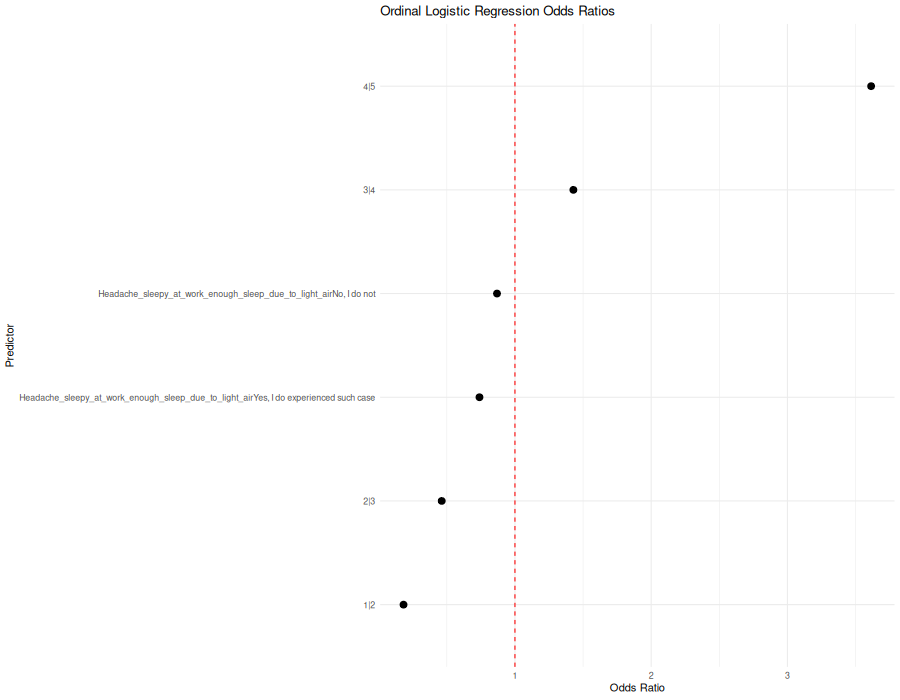 Ordinal Logistic Regression Odds Ratios
Predictor
4|5
3|4
Headache_sleepy_at_work_enough_sleep_due_to_light_airNo, I do not
Headache_sleepy_at_work_enough_sleep_due_to_light_airYes, I do experienced such case
2|3
1|2
1 2 3
Odds Ratio